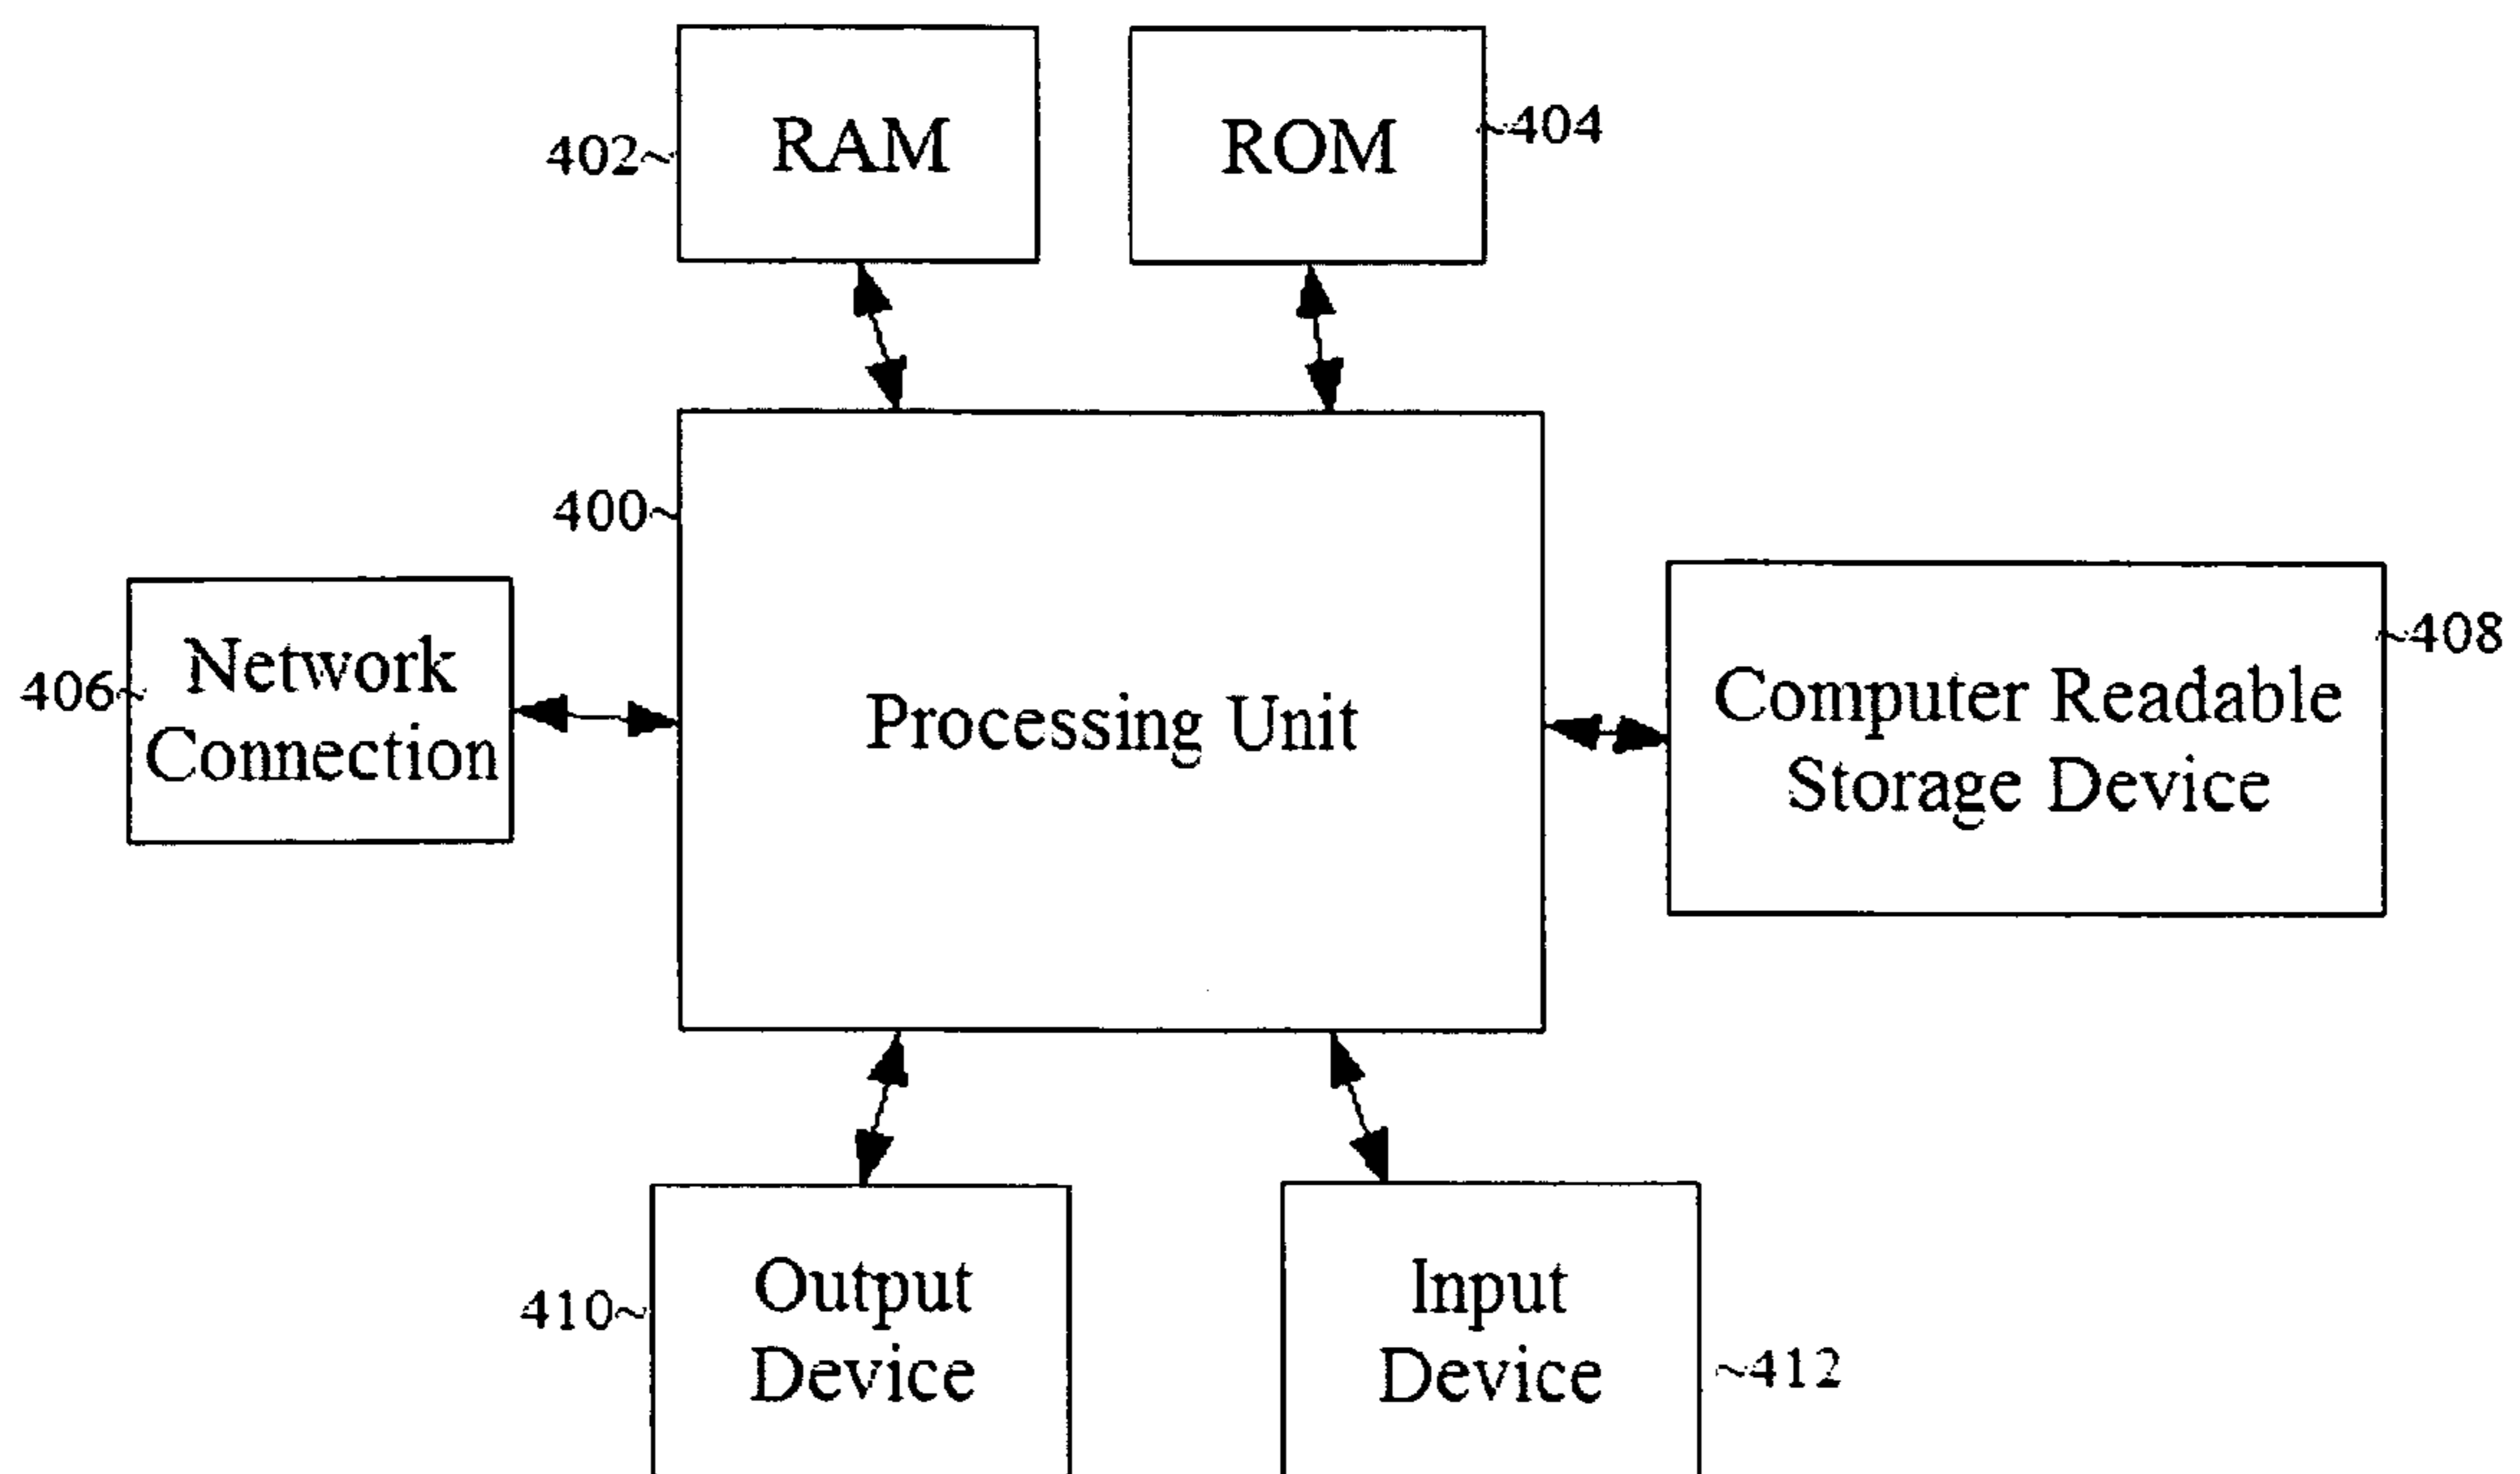 RAM
402~
ROM
~404
400~
Processing Unit
406~
Network
Connection
~408
Computer Readable
Storage Device
410~
Output
Device
Input
Device
~412